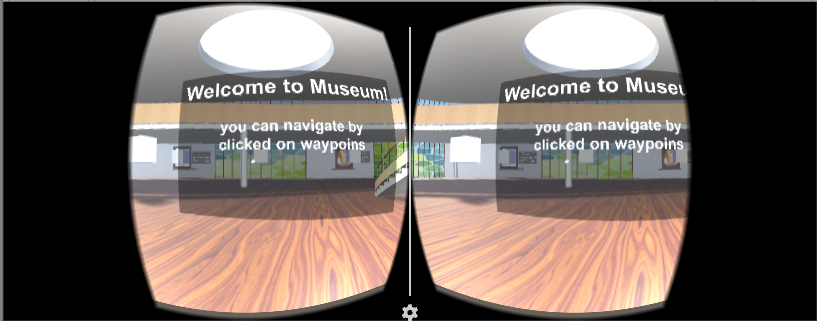 Welcome to Museum!
you can navigate by
clicked on waypoins
Welcome to Museu
you can navigate by
clicked on waypoins